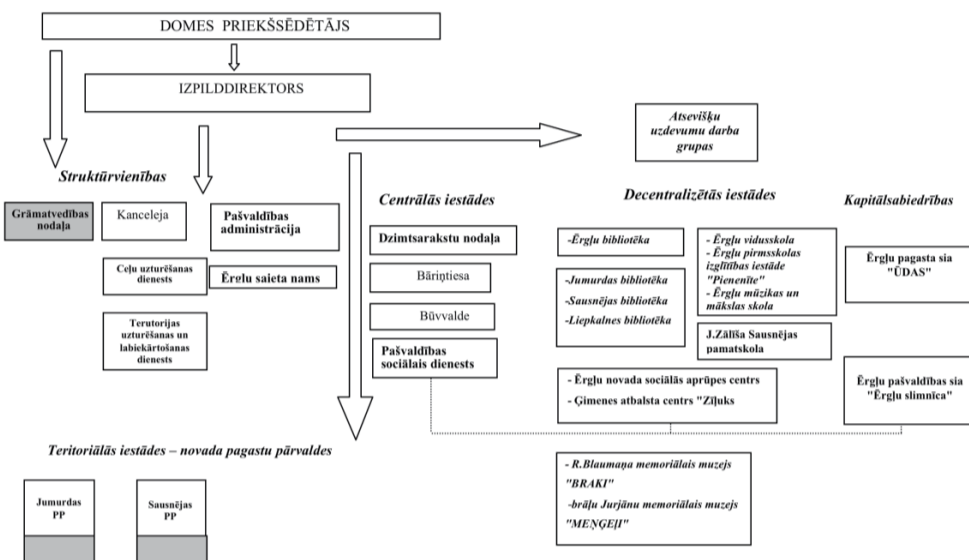 DOMES PRIEKŠSĒDĒTĀJS
IZPILDDIREKTORS
Atsevišķu
uzdevumu darba
grupas
Struktūrvienības
Grāmatvedības
nodaļa
Kanceleja
Pašvaldības
administrācija
Ceļu uzturēšanas
dienests
Ērgļu saieta nams
Terutorijas
uzturēšanas un
labiekārtošanas
dienests
Centrālās iestādes
Dzimtsarakstu nodaļa
Bāriņtiesa
Būvvalde
Pašvaldības
sociālais dienests
Decentralizētās iestādes
-Ērgļu bibliotēka
-Jumurdas bibliotēka
-Sausnējas bibliotēka
-Liepkalnes bibliotēka
- Ērgļu vidusskola
- Ērgļu pirmsskolas
izglītības iestāde
"Pienenīte"
- Ērgļu mūzikas un
mākslas skola
J.Zālīša Sausnējas
pamatskola
- Ērgļu novada sociālās aprūpes centrs
- Ģimenes atbalsta centrs "Zīļuks
- R.Blaumaņa memoriālais muzejs
"BRAKI"
-brāļu Jurjānu memoriālais muzejs
"MEŅĢEĻI"
Kapitālsabiedrības
Ērgļu pagasta sia
"ŪDAS"
Ērgļu pašvaldības sia
"Ērgļu slimnīca"
Teritoriālās iestādes – novada pagastu pārvaldes
Jumurdas
PP
Sausnējas
PP